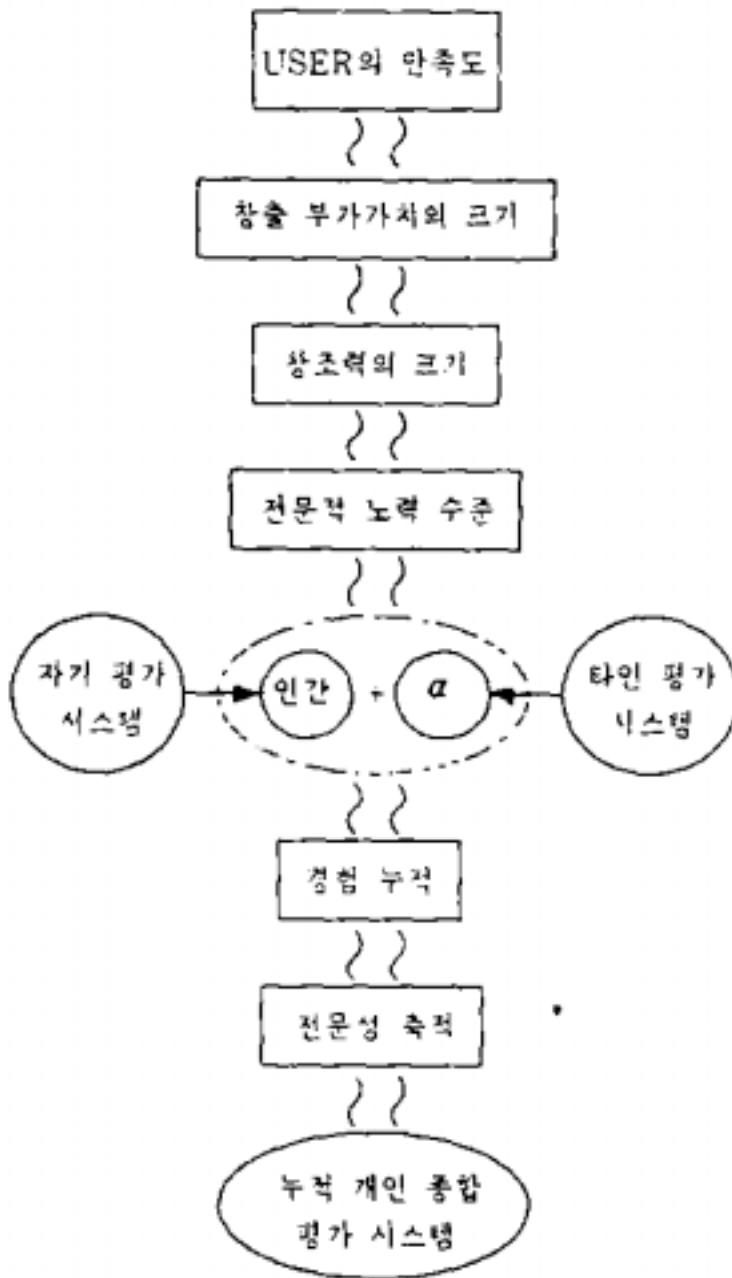 USER의 만족도
창출 부가가치의 크기
창조력의 크기
전문적 노력 수준
자기 평가
시스템
인간 + α
타인 평가
시스템
경험 누적
전문성 축적
누적 개인 종합
평가 시스템